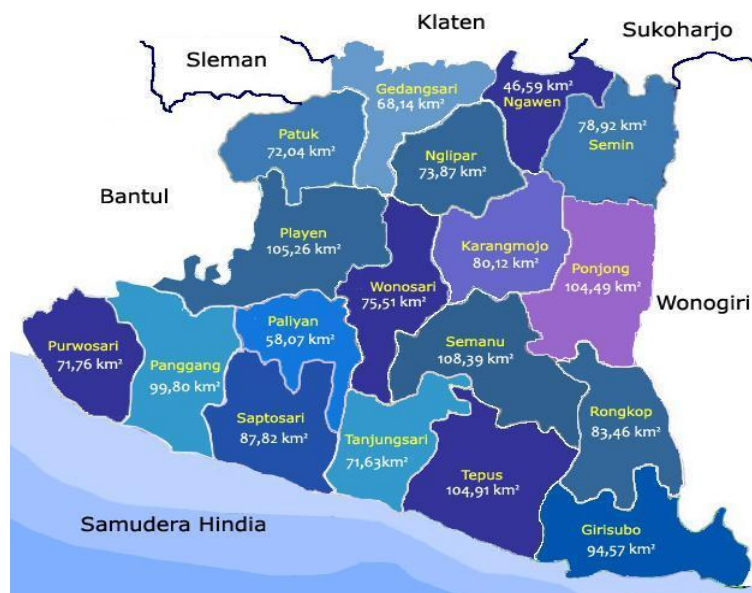 Klaten
Sukoharjo
Sleman
Gedangsari
68,14 km²
46,59 km²
Ngawen
78,92 km²
Semin
Patuk
72,04 km²
Nglipar
73,87 km²
Bantul
Playen
105,26 km²
Karangmojo
80,12 km²
Ponjong
104,49 km²
Wonosari
75,51 km²
Wonogiri
Purwosari
71,76 km²
Panggang
99,80 km²
Paliyan
58,07 km²
Semanu
108,39 km²
Saptosari
87,82 km²
Tanjungsari
71,63km²
Rongkop
83,46 km²
Tepus
104,91 km²
Samudera Hindia
Girisubo
94,57 km²